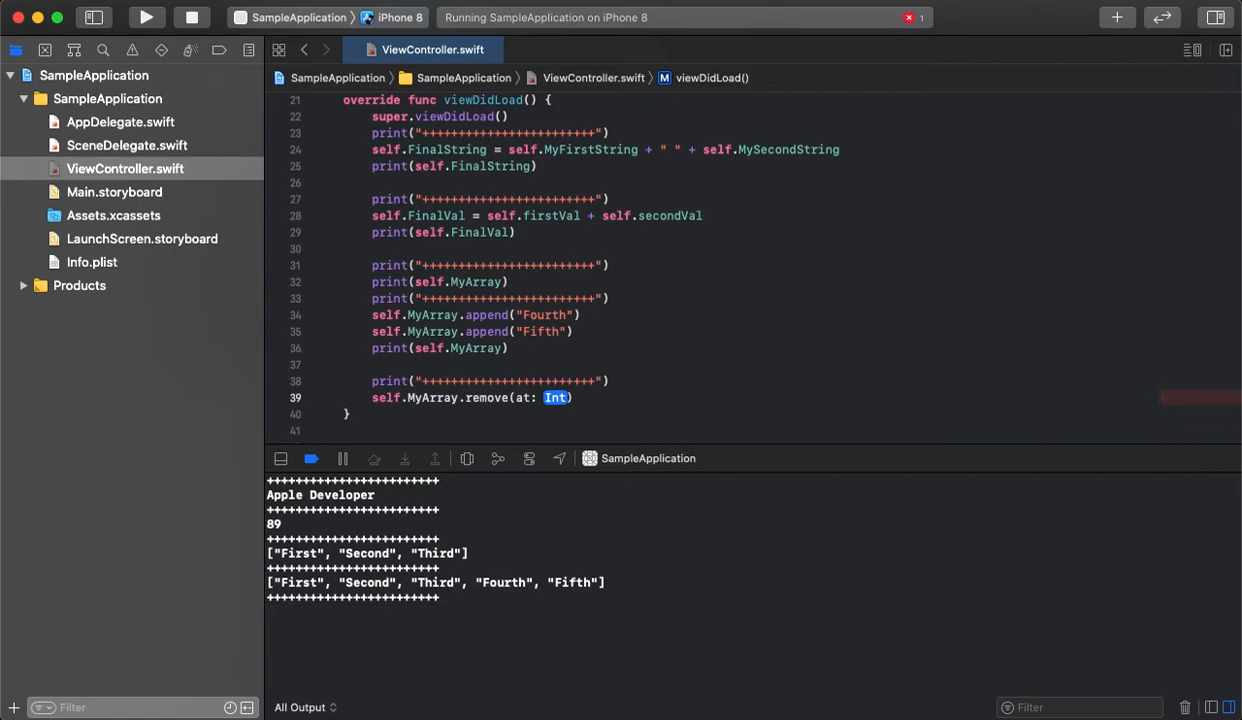 SampleApplication 〉 iPhone 8
Running SampleApplication on iPhone 8
1
ViewController.swift
SampleApplication 〉 SampleApplication 〉 ViewController.swift 〉 M viewDidLoad()
SampleApplication
SampleApplication
AppDelegate.swift
SceneDelegate.swift
ViewController.swift
Main.storyboard
Assets.xcassets
LaunchScreen.storyboard
Info.plist
Products
21 override func viewDidLoad() {
22 super.viewDidLoad()
23 print("++++++++++++++++++++++++")
24 self.FinalString = self.MyFirstString + " " + self.MySecondString
25 print(self.FinalString)
26
27 print("++++++++++++++++++++++++")
28 self.FinalVal = self.firstVal + self.secondVal
29 print(self.FinalVal)
30
31 print("++++++++++++++++++++++++")
32 print(self.MyArray)
33 print("++++++++++++++++++++++++")
34 self.MyArray.append("Fourth")
35 self.MyArray.append("Fifth")
36 print(self.MyArray)
37
38 print("++++++++++++++++++++++++")
39 self.MyArray.remove(at: Int)
40 }
41
SampleApplication
++++++++++++++++++++++++
Apple Developer
++++++++++++++++++++++++
89
++++++++++++++++++++++++
["First", "Second", "Third"]
++++++++++++++++++++++++
["First", "Second", "Third", "Fourth", "Fifth"]
++++++++++++++++++++++++
Filter
All Output
Filter